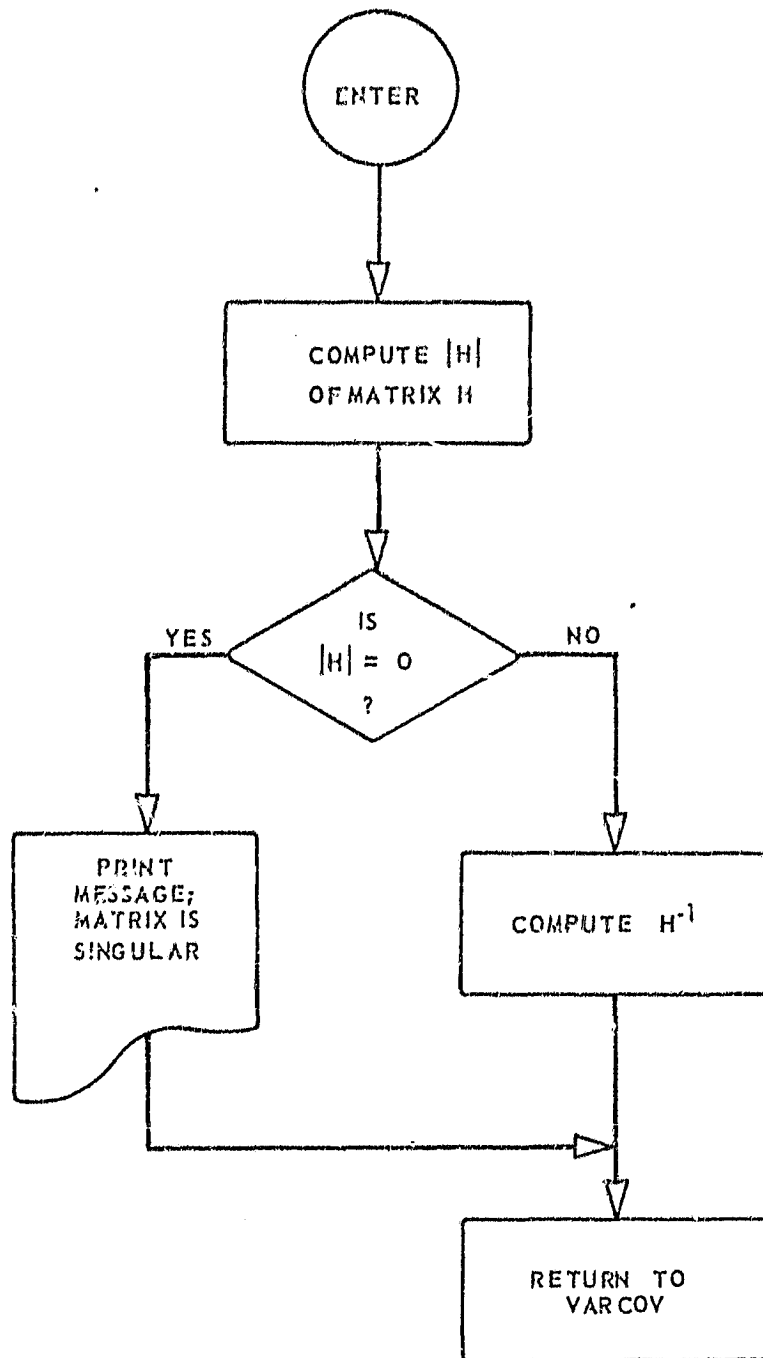 ENTER
COMPUTE |H|
OF MATRIX H
IS
|H| = 0
?
YES
NO
PRINT
MESSAGE;
MATRIX IS
SINGULAR
COMPUTE H⁻¹
RETURN TO
VARCOV